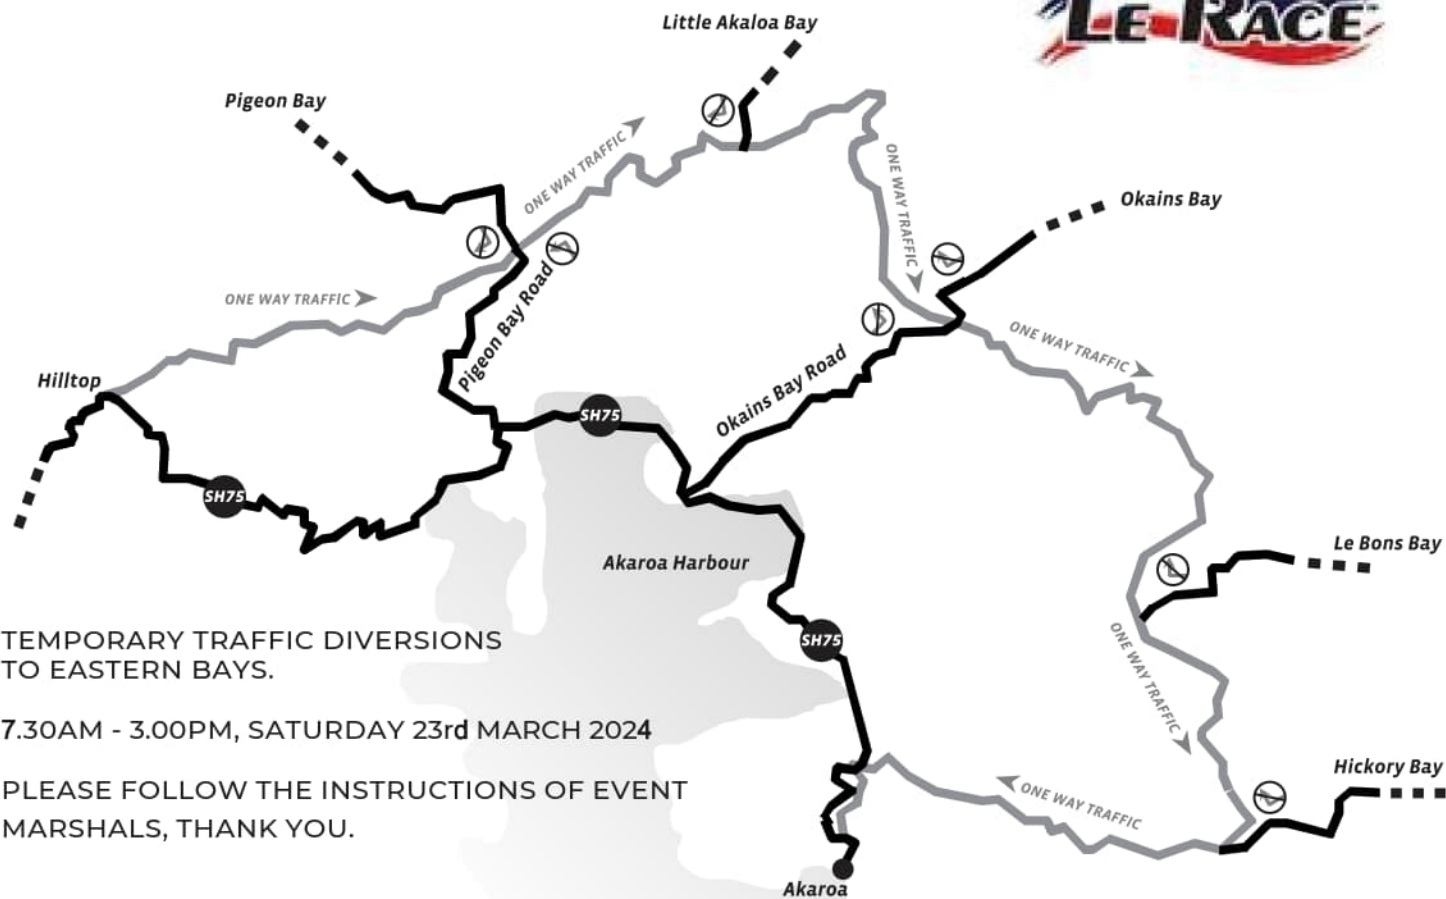 Little Akaloa Bay
LE RACE
Pigeon Bay
ONE WAY TRAFFIC
ONE WAY TRAFFIC
Okains Bay
ONE WAY TRAFFIC
Pigeon Bay Road
ONE WAY TRAFFIC
Hilltop
Okains Bay Road
SH75
SH75
Akaroa Harbour
Le Bons Bay
TEMPORARY TRAFFIC DIVERSIONS
TO EASTERN BAYS.
SH75
ONE WAY TRAFFIC
7.30AM - 3.00PM, SATURDAY 23rd MARCH 2024
Hickory Bay
PLEASE FOLLOW THE INSTRUCTIONS OF EVENT
MARSHALS, THANK YOU.
ONE WAY TRAFFIC
Akaroa